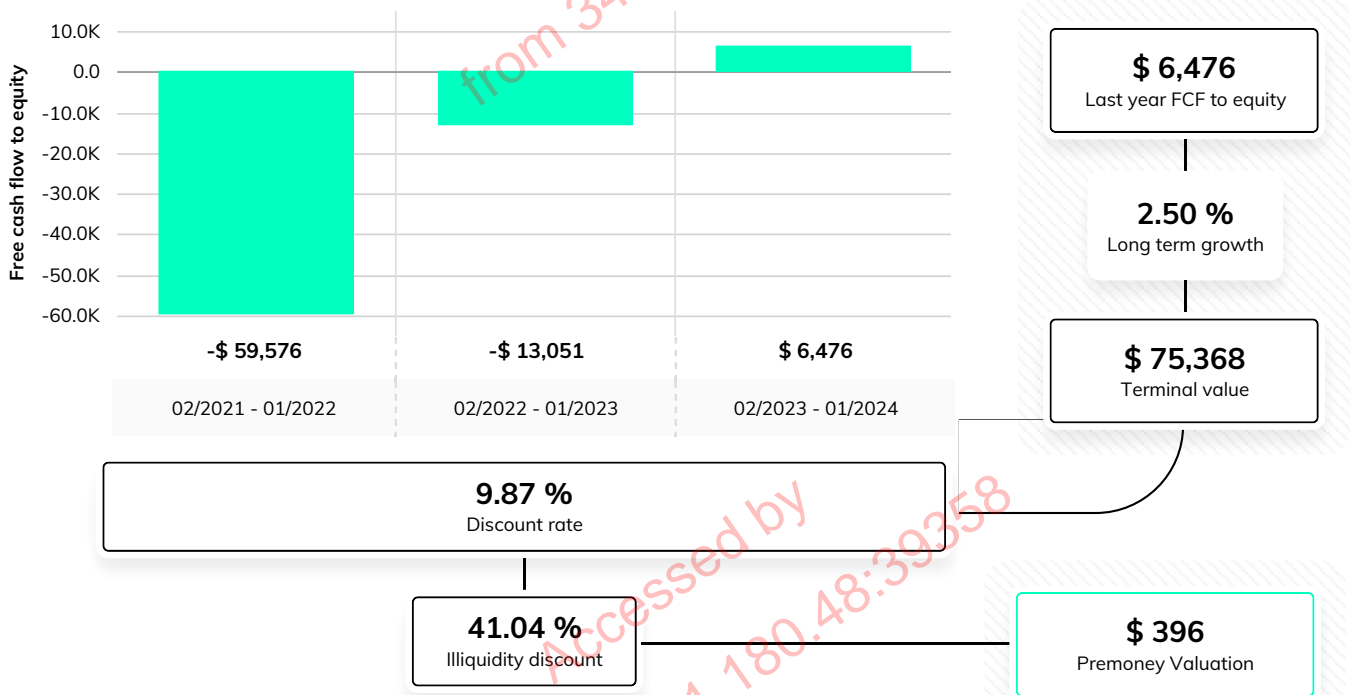 Free cash flow to equity
10.0K
0.0
-10.0K
-20.0K
-30.0K
-40.0K
-50.0K
-60.0K
-$ 59,576
-$ 13,051
$ 6,476
02/2021 - 01/2022
02/2022 - 01/2023
02/2023 - 01/2024
$ 6,476
Last year FCF to equity
2.50 %
Long term growth
$ 75,368
Terminal value
9.87 %
Discount rate
41.04 %
Illiquidity discount
$ 396
Premoney Valuation
Accessed by
from 34
180.48:39358